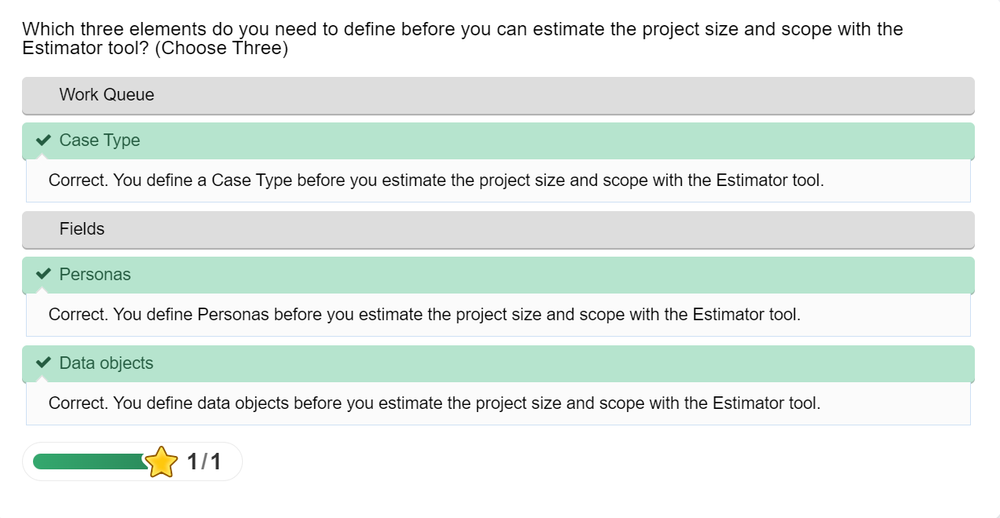 Which three elements do you need to define before you can estimate the project size and scope with the
Estimator tool? (Choose Three)
Work Queue
Case Type
Correct. You define a Case Type before you estimate the project size and scope with the Estimator tool.
Fields
Personas
Correct. You define Personas before you estimate the project size and scope with the Estimator tool.
Data objects
Correct. You define data objects before you estimate the project size and scope with the Estimator tool.
1/1